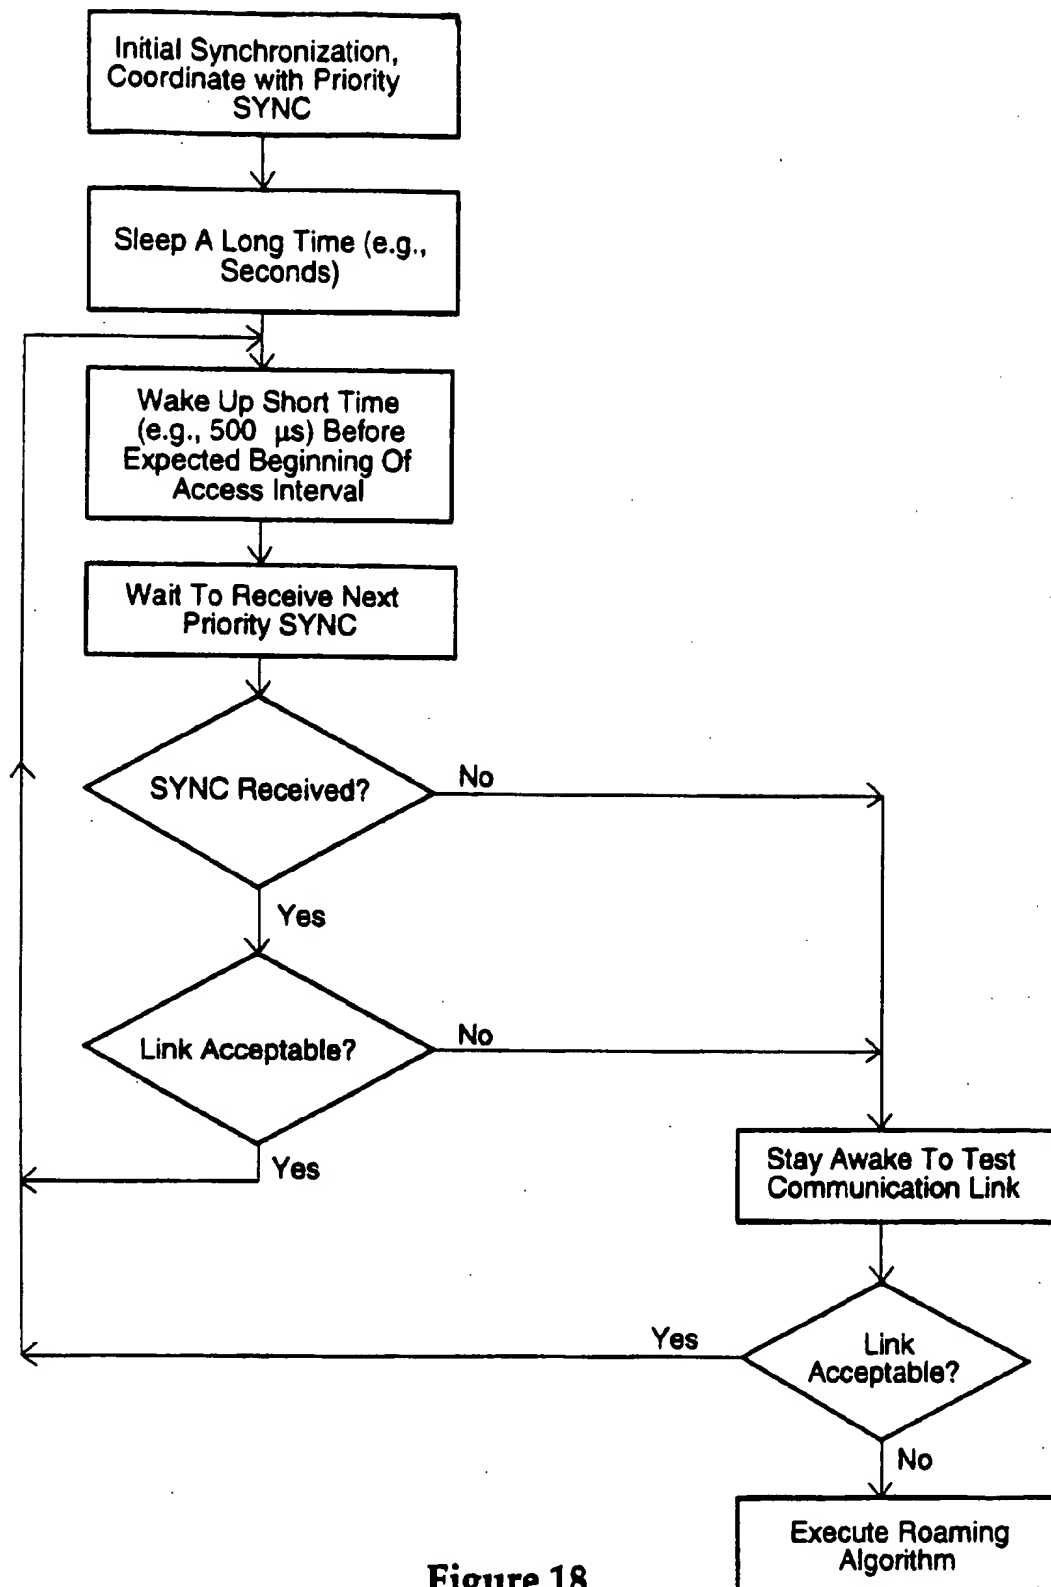 Initial Synchronization,
Coordinate with Priority
SYNC
Sleep A Long Time (e.g.,
Seconds)
Wake Up Short Time
(e.g., 500 µs) Before
Expected Beginning Of
Access Interval
Wait To Receive Next
Priority SYNC
SYNC Received?
No
Yes
Link Acceptable?
No
Yes
Stay Awake To Test
Communication Link
Link
Acceptable?
Yes
No
Execute Roaming
Algorithm
Figure 18